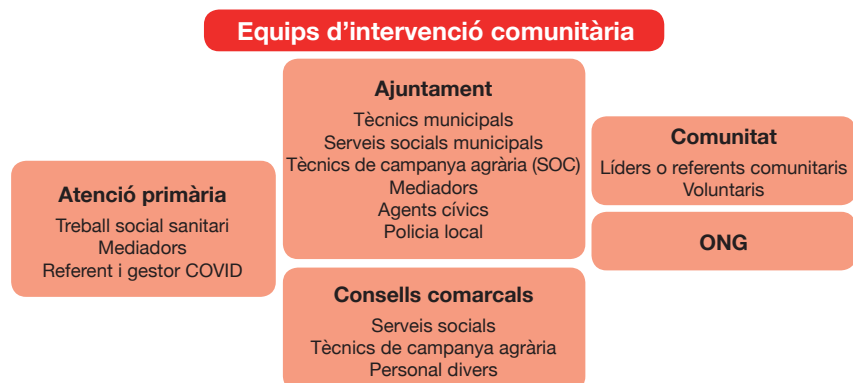 Equips d’intervenció comunitària
Atenció primària
Treball social sanitari
Mediadors
Referent i gestor COVID
Ajuntament
Tècnics municipals
Serveis socials municipals
Tècnics de campanya agrària (SOC)
Mediadors
Agents cívics
Policia local
Consells comarcals
Serveis socials
Tècnics de campanya agrària
Personal divers
Comunitat
Líders o referents comunitaris
Voluntaris
ONG